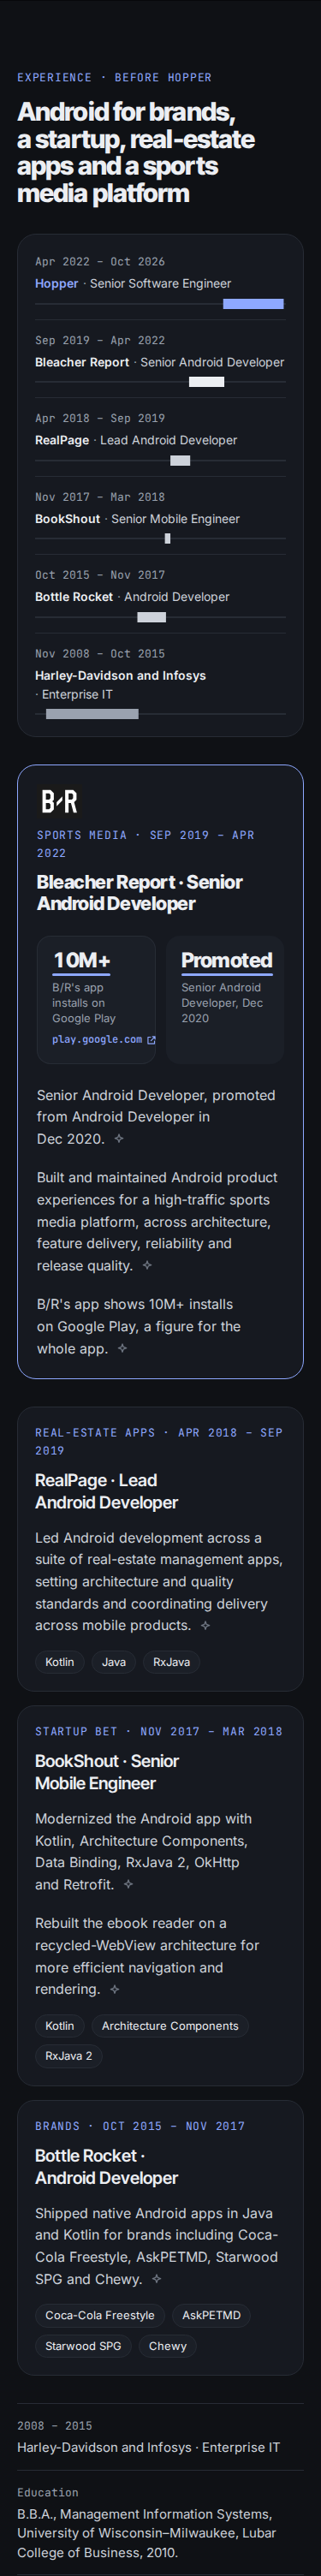 EXPERIENCE · BEFORE HOPPER
Android for brands,
a startup, real-estate
apps and a sports
media platform
Apr 2022 – Oct 2026
Hopper · Senior Software Engineer
Sep 2019 – Apr 2022
Bleacher Report · Senior Android Developer
Apr 2018 – Sep 2019
RealPage · Lead Android Developer
Nov 2017 – Mar 2018
BookShout · Senior Mobile Engineer
Oct 2015 – Nov 2017
Bottle Rocket · Android Developer
Nov 2008 – Oct 2015
Harley-Davidson and Infosys
· Enterprise IT
B/R
SPORTS MEDIA · SEP 2019 – APR
2022
Bleacher Report · Senior
Android Developer
10M+
B/R's app
installs on
Google Play
play.google.com
Promoted
Senior Android
Developer, Dec
2020
Senior Android Developer, promoted
from Android Developer in
Dec 2020.
Built and maintained Android product
experiences for a high-traffic sports
media platform, across architecture,
feature delivery, reliability and
release quality.
B/R's app shows 10M+ installs
on Google Play, a figure for the
whole app.
REAL-ESTATE APPS · APR 2018 – SEP
2019
RealPage · Lead
Android Developer
Led Android development across a
suite of real-estate management apps,
setting architecture and quality
standards and coordinating delivery
across mobile products.
Kotlin Java RxJava
STARTUP BET · NOV 2017 – MAR 2018
BookShout · Senior
Mobile Engineer
Modernized the Android app with
Kotlin, Architecture Components,
Data Binding, RxJava 2, OkHttp
and Retrofit.
Rebuilt the ebook reader on a
recycled-WebView architecture for
more efficient navigation and
rendering.
Kotlin Architecture Components
RxJava 2
BRANDS · OCT 2015 – NOV 2017
Bottle Rocket ·
Android Developer
Shipped native Android apps in Java
and Kotlin for brands including Coca-
Cola Freestyle, AskPETMD, Starwood
SPG and Chewy.
Coca-Cola Freestyle AskPETMD
Starwood SPG Chewy
2008 – 2015
Harley-Davidson and Infosys · Enterprise IT
Education
B.B.A., Management Information Systems,
University of Wisconsin–Milwaukee, Lubar
College of Business, 2010.